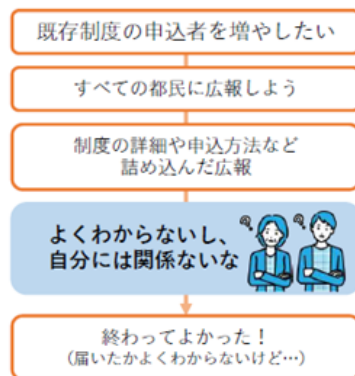 既存制度の申込者を増やしたい
すべての都民に広報しよう
制度の詳細や申込方法など
詰め込んだ広報
よくわからないし、
自分には関係ないな
終わってよかった！
（届いたかよくわからないけど…）